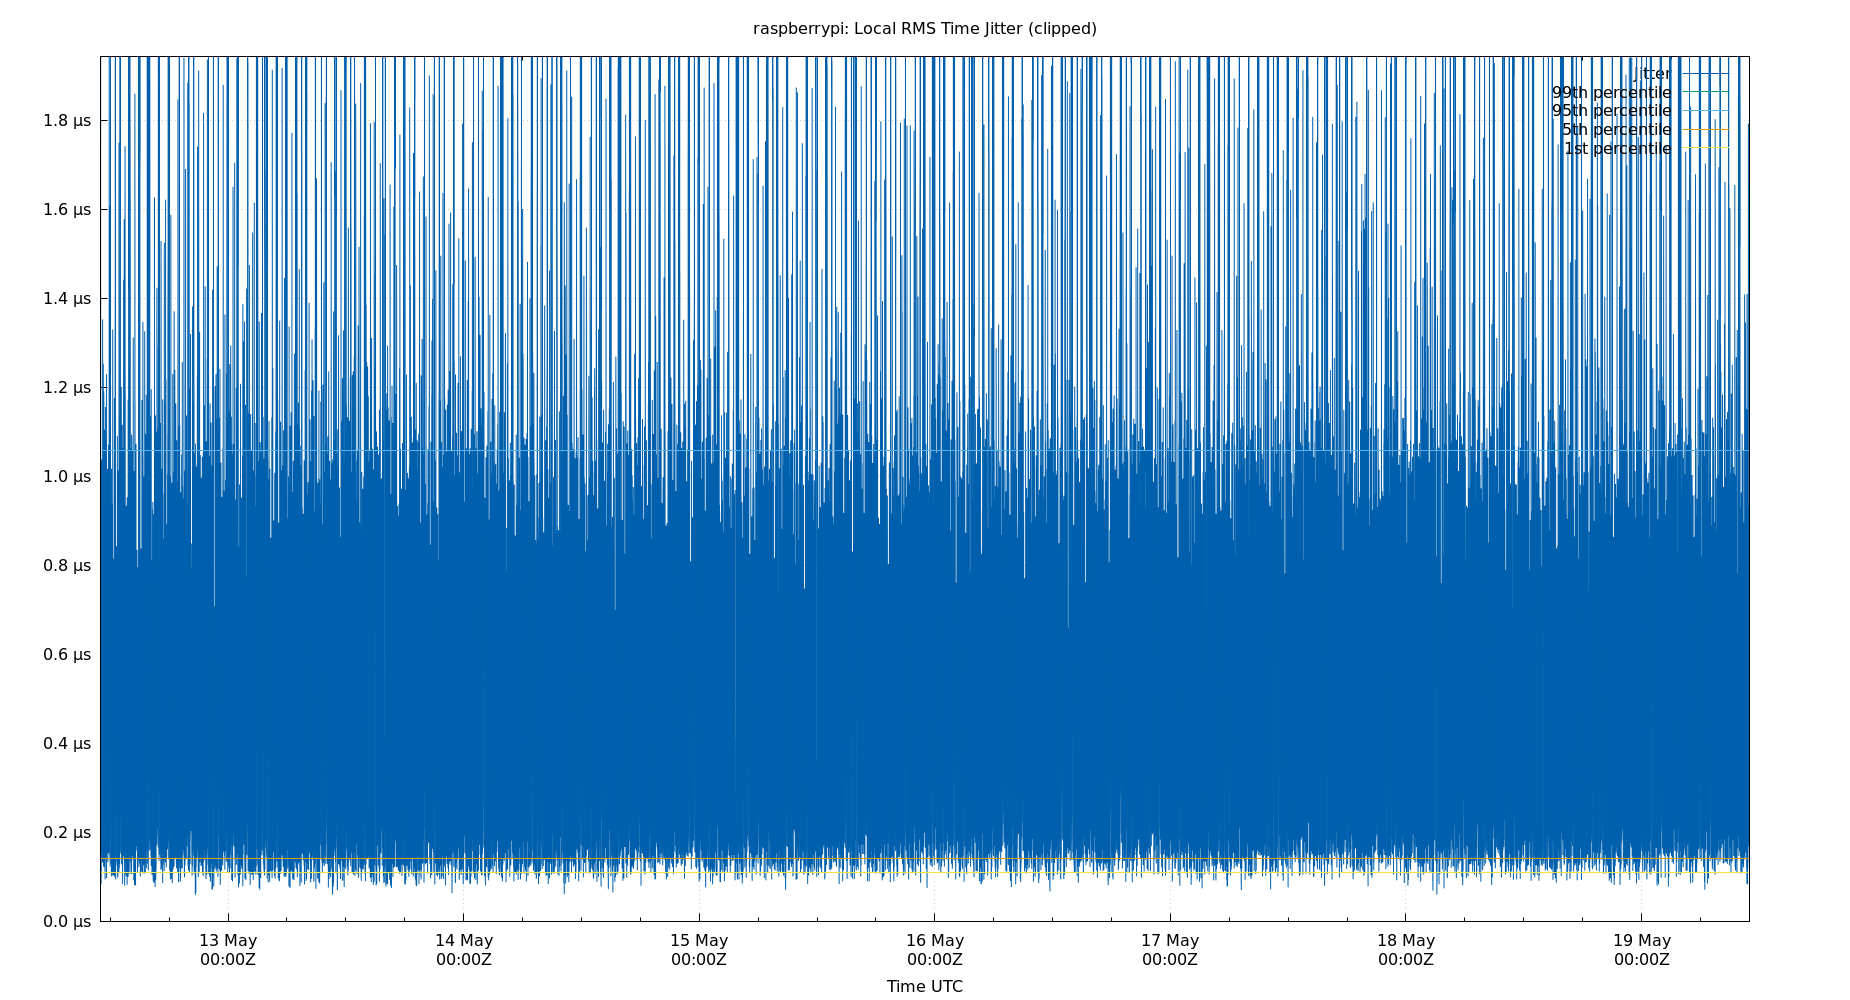 raspberrypi: Local RMS Time Jitter (clipped)
jitter
99th percentile
95th percentile
5th percentile
1st percentile
1.8 µs
1.6 µs
1.4 µs
1.2 µs
1.0 µs
0.8 µs
0.6 µs
0.4 µs
0.2 µs
0.0 µs
13 May 14 May 15 May 16 May 17 May 18 May 19 May
00:00Z 00:00Z 00:00Z 00:00Z 00:00Z 00:00Z 00:00Z
Time UTC